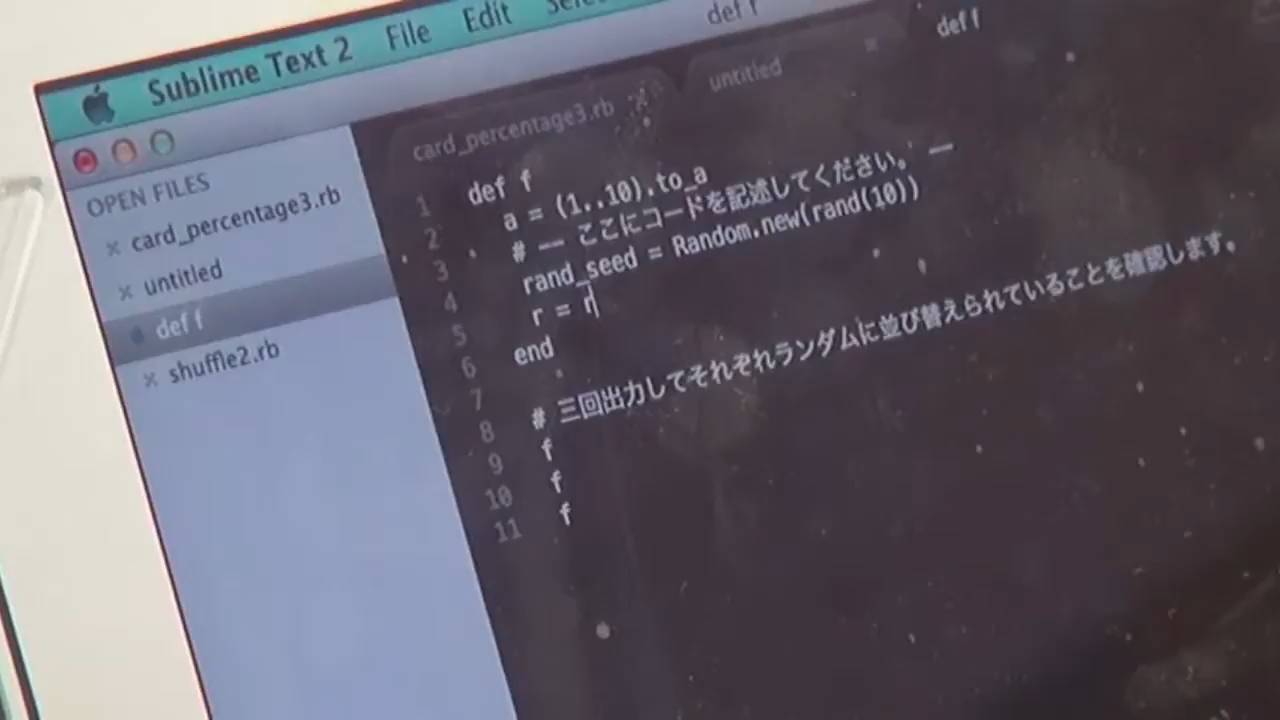 Sublime Text 2 File Edit
def f
OPEN FILES
card_percentage3.rb
untitled
def f
shuffle2.rb
card_percentage3.rb untitled def f
1 def f
2 a = (1..10).to_a
3 # -- ここにコードを記述してください。 --
4 rand_seed = Random.new(rand(10))
5 r = r
6 end
7
8 # 三回出力してそれぞれランダムに並び替えられていることを確認します。
9 f
10 f
11 f